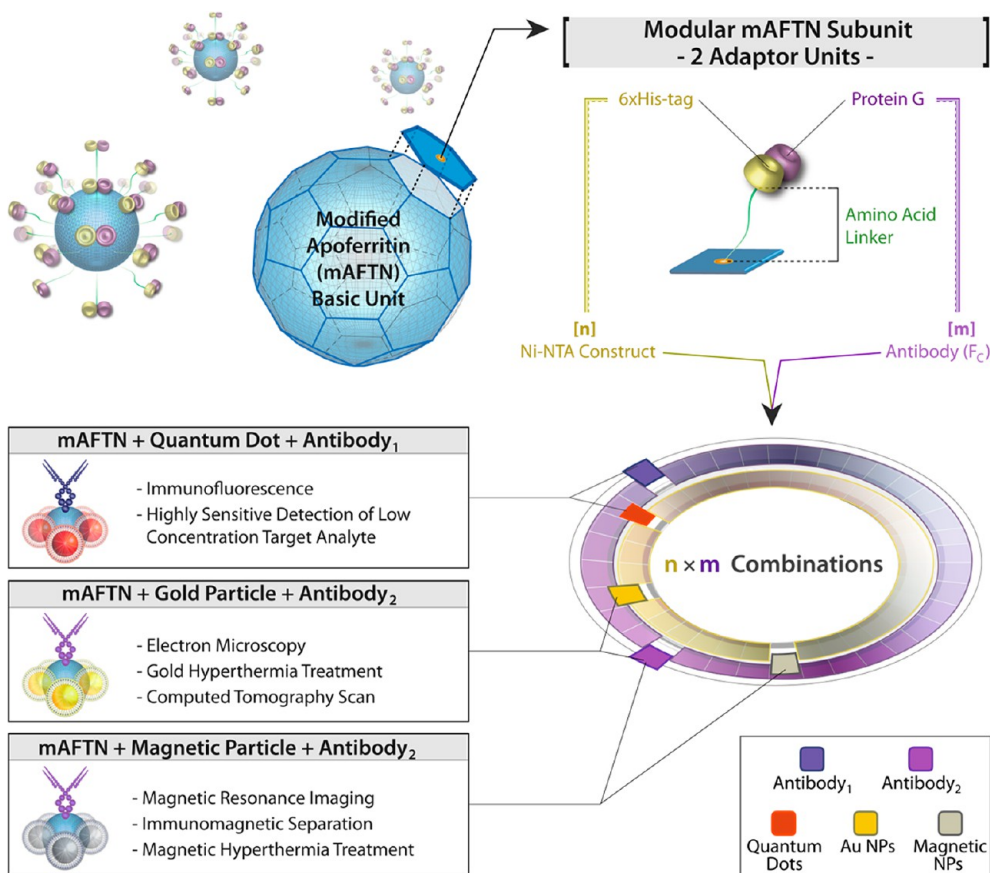 Modular mAFTN Subunit
- 2 Adaptor Units -
6xHis-tag
Protein G
Modified
Apoferritin
(mAFTN)
Basic Unit
Amino Acid
Linker
[n]
[m]
Ni-NTA Construct
Antibody (F_C)
mAFTN + Quantum Dot + Antibody₁
- Immunofluorescence
- Highly Sensitive Detection of Low
Concentration Target Analyte
n × m Combinations
mAFTN + Gold Particle + Antibody₂
- Electron Microscopy
- Gold Hyperthermia Treatment
- Computed Tomography Scan
mAFTN + Magnetic Particle + Antibody₂
- Magnetic Resonance Imaging
- Immunomagnetic Separation
- Magnetic Hyperthermia Treatment
Antibody₁
Antibody₂
Quantum
Dots
Au NPs
Magnetic
NPs